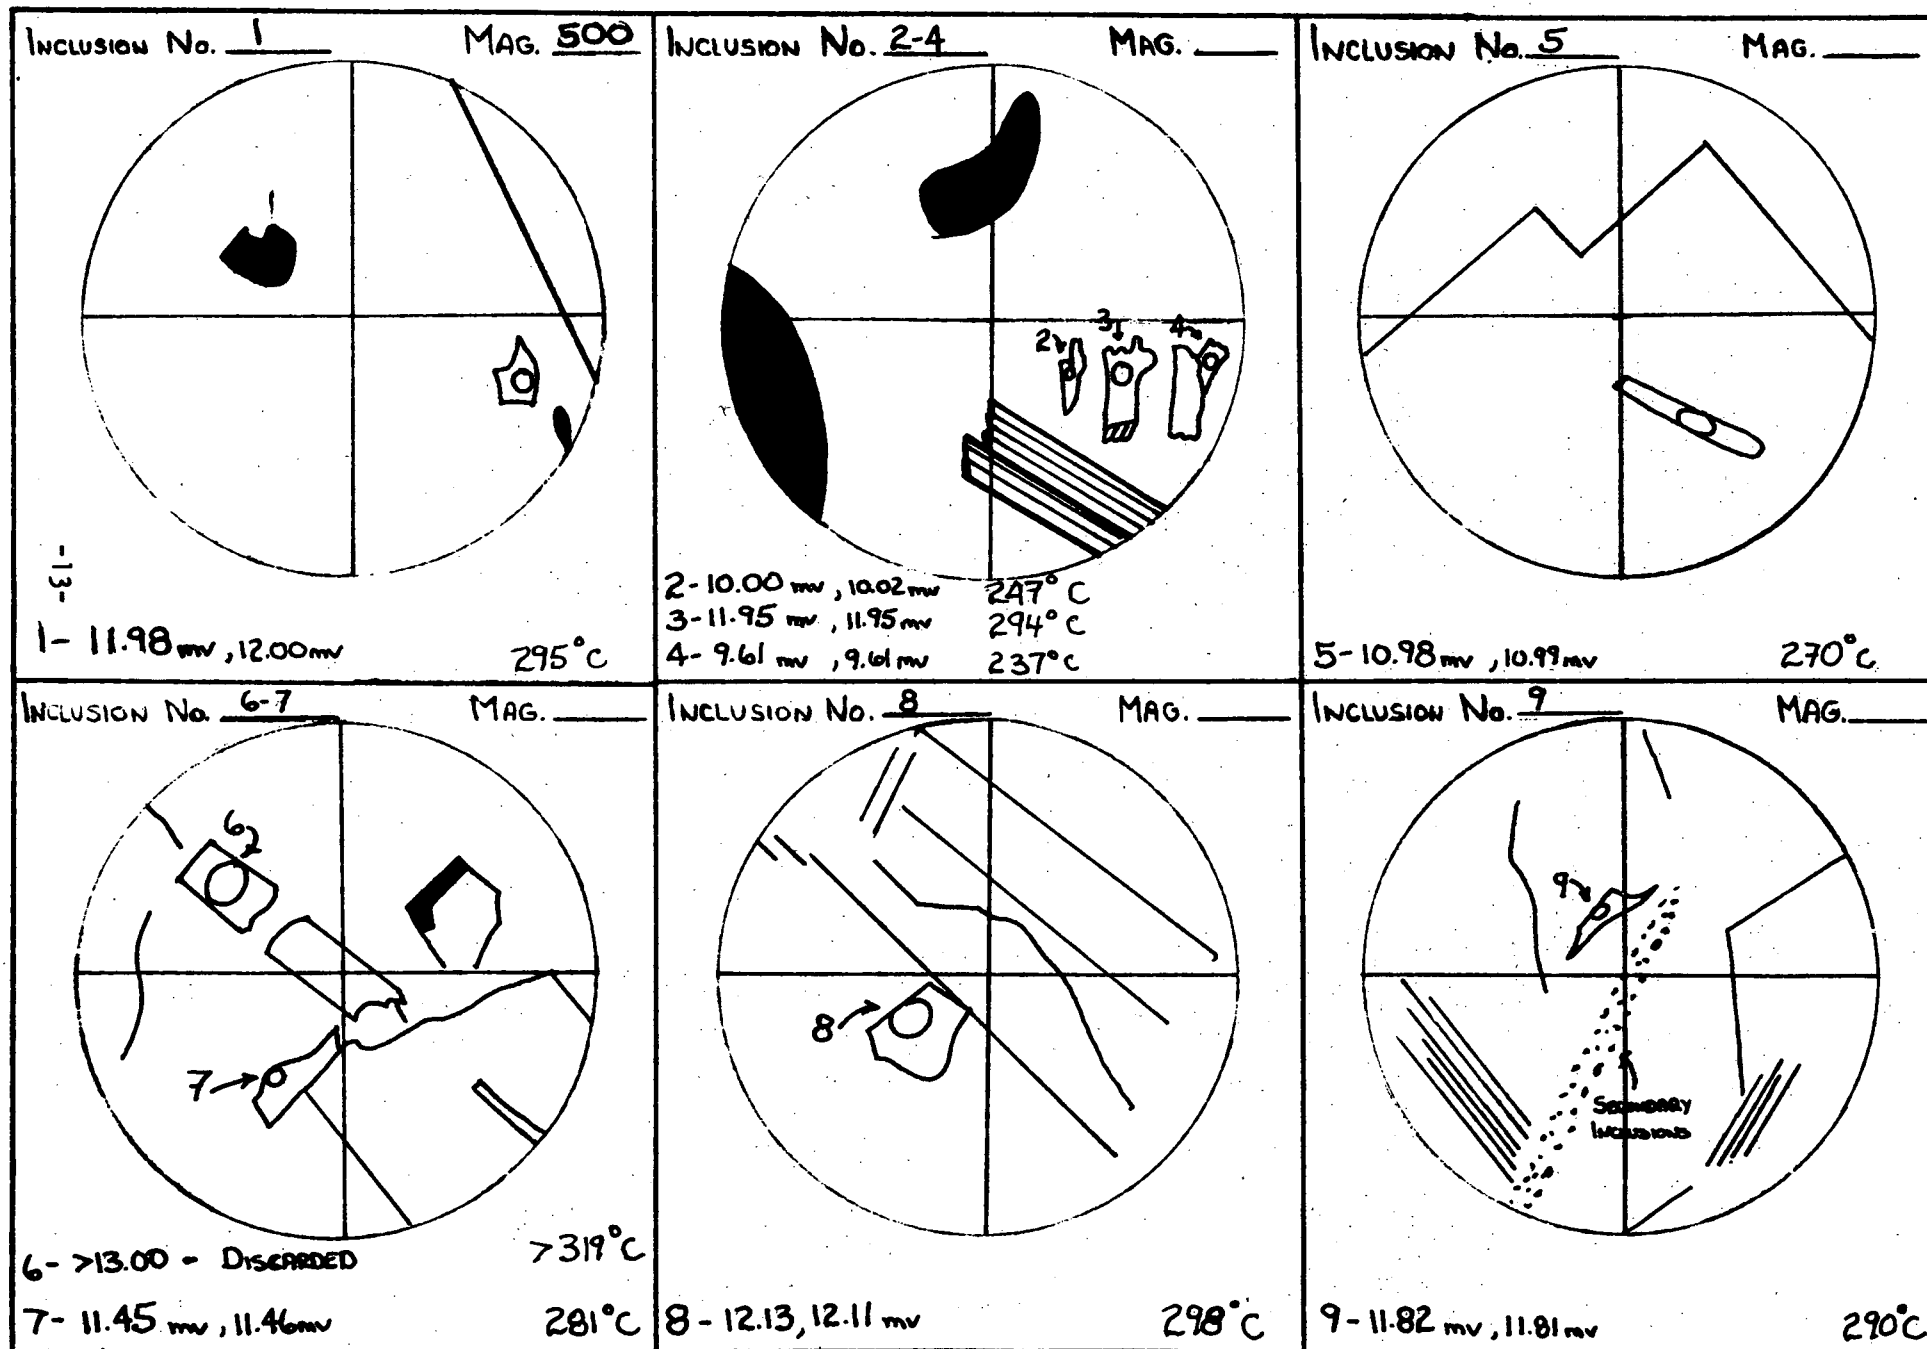 INCLUSION No. 1 MAG. 500
-13-
1- 11.98 mv, 12.00 mv 295°C
INCLUSION No. 2-4 MAG.
2 3 4
2- 10.00 mv, 10.02 mv 247°C
3- 11.95 mv, 11.95 mv 294°C
4- 9.61 mv, 9.61 mv 237°C
INCLUSION No. 5 MAG.
5- 10.98 mv, 10.99 mv 270°C
INCLUSION No. 6-7 MAG.
6
7
6- >13.00 - DISCARDED >319°C
7- 11.45 mv, 11.46 mv 281°C
INCLUSION No. 8 MAG.
8
8- 12.13, 12.11 mv 298°C
INCLUSION No. 9 MAG.
9
SECONDARY
INCLUSIONS
9- 11.82 mv, 11.81 mv 290°C